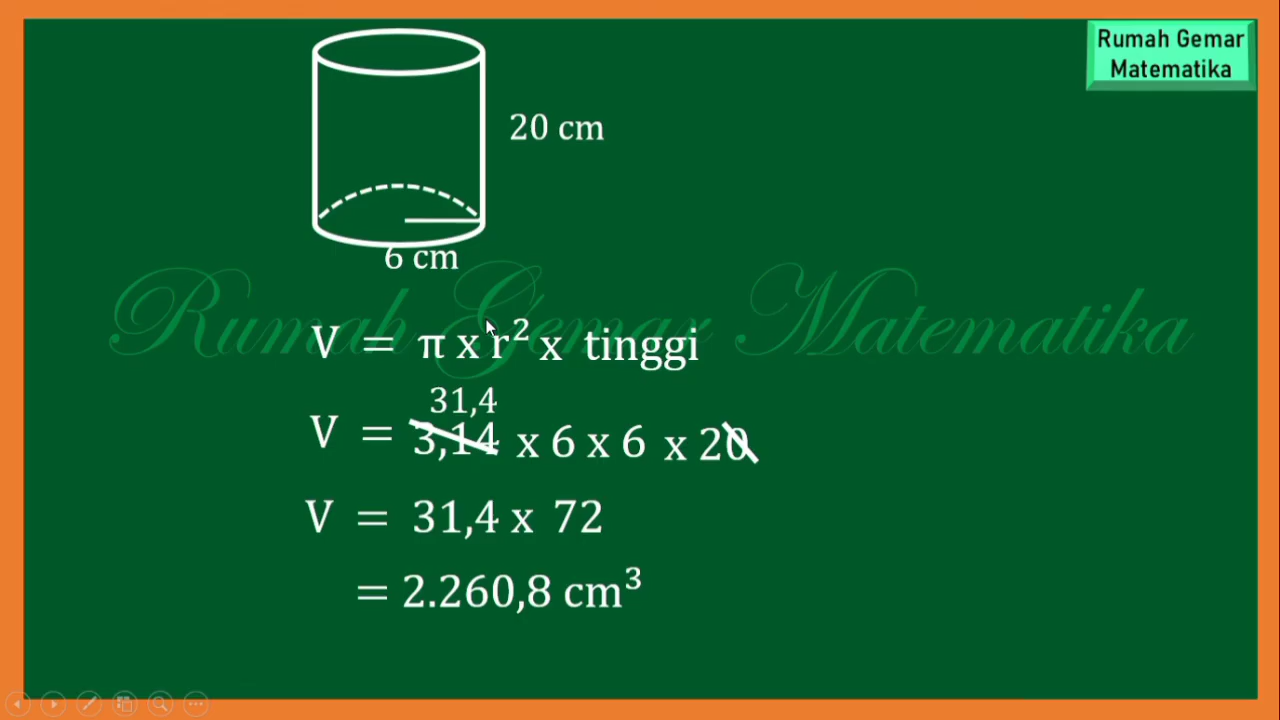 Rumah Gemar
Matematika
20 cm
6 cm
Rumah Gemar Matematika
V = π x r² x tinggi
31,4
V = 3,14 x 6 x 6 x 20
V = 31,4 x 72
= 2.260,8 cm³